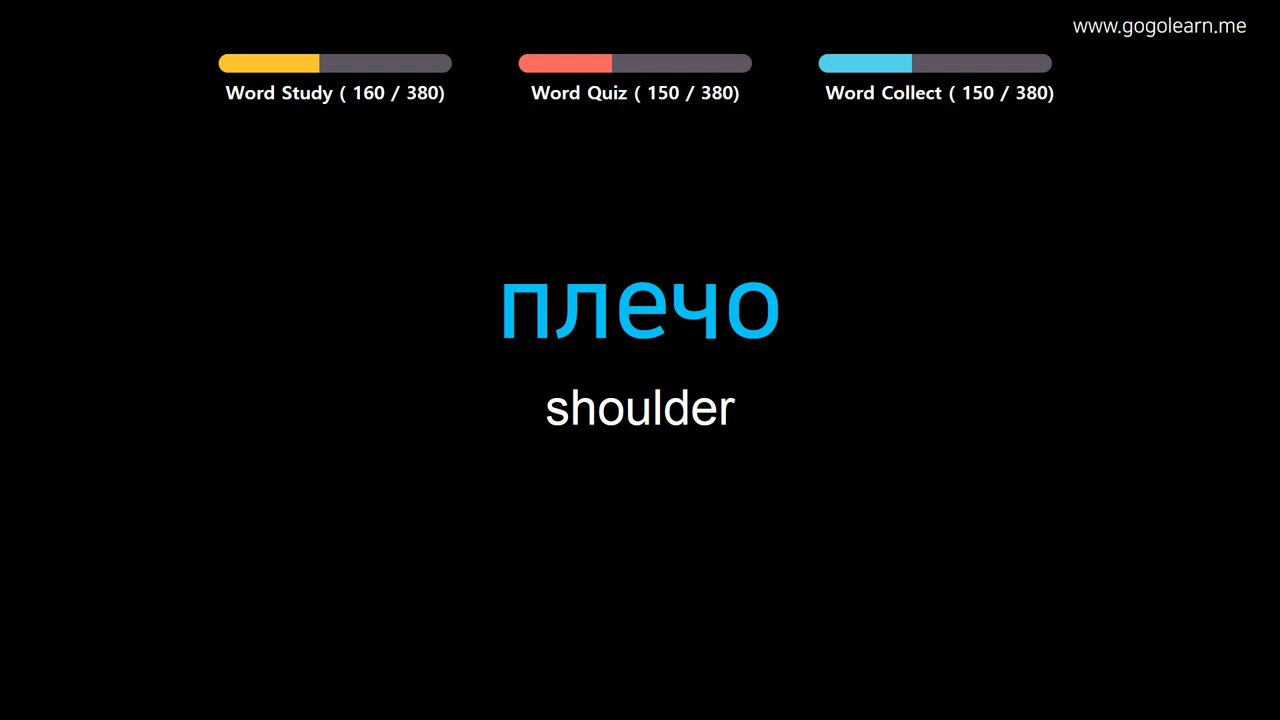 www.gogolearn.me
Word Study ( 160 / 380)
Word Quiz ( 150 / 380)
Word Collect ( 150 / 380)
плечо
shoulder